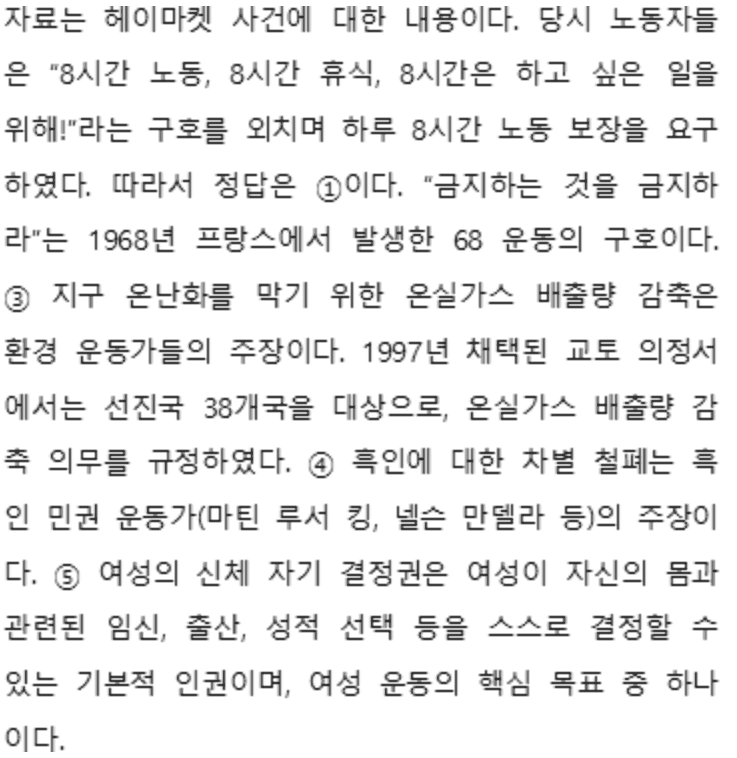 자료는 헤이마켓 사건에 대한 내용이다. 당시 노동자들
은 “8시간 노동, 8시간 휴식, 8시간은 하고 싶은 일을
위해!”라는 구호를 외치며 하루 8시간 노동 보장을 요구
하였다. 따라서 정답은 ①이다. “금지하는 것을 금지하
라”는 1968년 프랑스에서 발생한 68 운동의 구호이다.
③ 지구 온난화를 막기 위한 온실가스 배출량 감축은
환경 운동가들의 주장이다. 1997년 채택된 교토 의정서
에서는 선진국 38개국을 대상으로, 온실가스 배출량 감
축 의무를 규정하였다. ④ 흑인에 대한 차별 철폐는 흑
인 민권 운동가(마틴 루서 킹, 넬슨 만델라 등)의 주장이
다. ⑤ 여성의 신체 자기 결정권은 여성이 자신의 몸과
관련된 임신, 출산, 성적 선택 등을 스스로 결정할 수
있는 기본적 인권이며, 여성 운동의 핵심 목표 중 하나
이다.